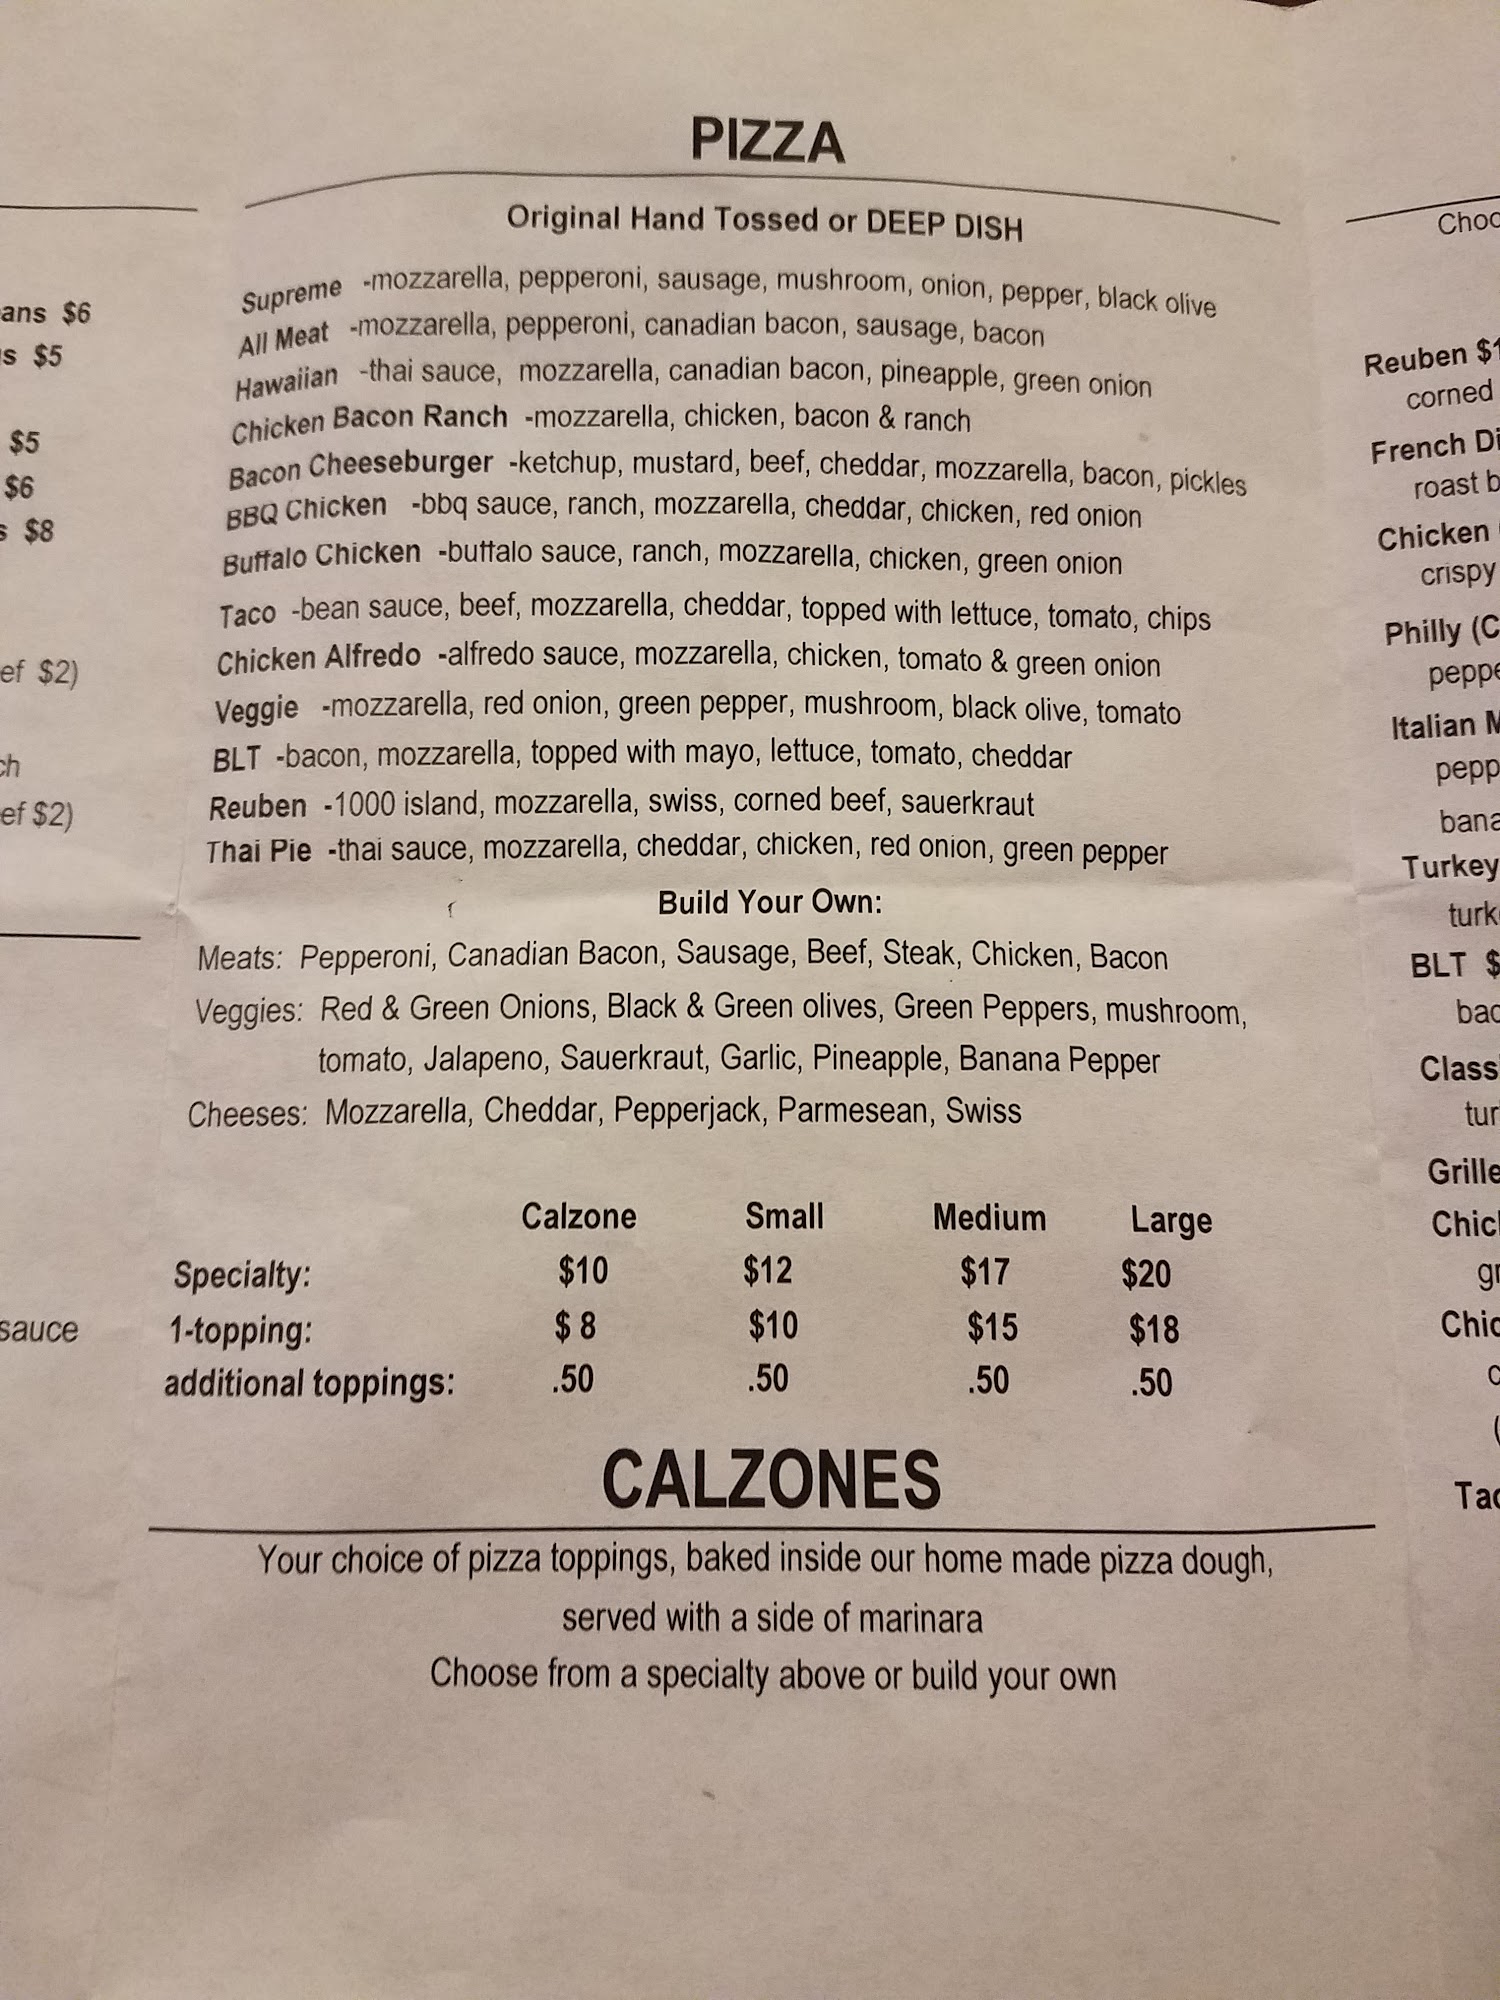 PIZZA
Original Hand Tossed or DEEP DISH
Supreme -mozzarella, pepperoni, sausage, mushroom, onion, pepper, black olive
All Meat -mozzarella, pepperoni, canadian bacon, sausage, bacon
Hawaiian -thai sauce, mozzarella, canadian bacon, pineapple, green onion
Chicken Bacon Ranch -mozzarella, chicken, bacon & ranch
Bacon Cheeseburger -ketchup, mustard, beef, cheddar, mozzarella, bacon, pickles
BBQ Chicken -bbq sauce, ranch, mozzarella, cheddar, chicken, red onion
Buffalo Chicken -buffalo sauce, ranch, mozzarella, chicken, green onion
Taco -bean sauce, beef, mozzarella, cheddar, topped with lettuce, tomato, chips
Chicken Alfredo -alfredo sauce, mozzarella, chicken, tomato & green onion
Veggie -mozzarella, red onion, green pepper, mushroom, black olive, tomato
BLT -bacon, mozzarella, topped with mayo, lettuce, tomato, cheddar
Reuben -1000 island, mozzarella, swiss, corned beef, sauerkraut
Thai Pie -thai sauce, mozzarella, cheddar, chicken, red onion, green pepper
Build Your Own:
Meats: Pepperoni, Canadian Bacon, Sausage, Beef, Steak, Chicken, Bacon
Veggies: Red & Green Onions, Black & Green olives, Green Peppers, mushroom,
tomato, Jalapeno, Sauerkraut, Garlic, Pineapple, Banana Pepper
Cheeses: Mozzarella, Cheddar, Pepperjack, Parmesean, Swiss
Calzone Small Medium Large
Specialty: $10 $12 $17 $20
1-topping: $ 8 $10 $15 $18
additional toppings: .50 .50 .50 .50
CALZONES
Your choice of pizza toppings, baked inside our home made pizza dough,
served with a side of marinara
Choose from a specialty above or build your own
$6
$5
$5
$6
$8
$2)
$2)
sauce
Reuben
corned
French
roast
Chicken
crispy
Philly
Italian
Turkey
BLT $